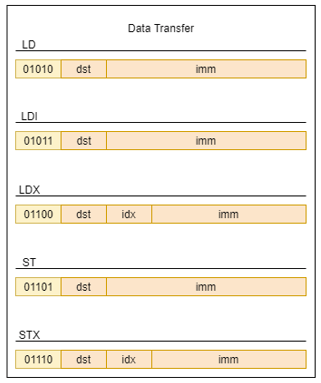 Data Transfer
LD
01010 dst imm
LDI
01011 dst imm
LDX
01100 dst idx imm
ST
01101 dst imm
STX
01110 dst idx imm